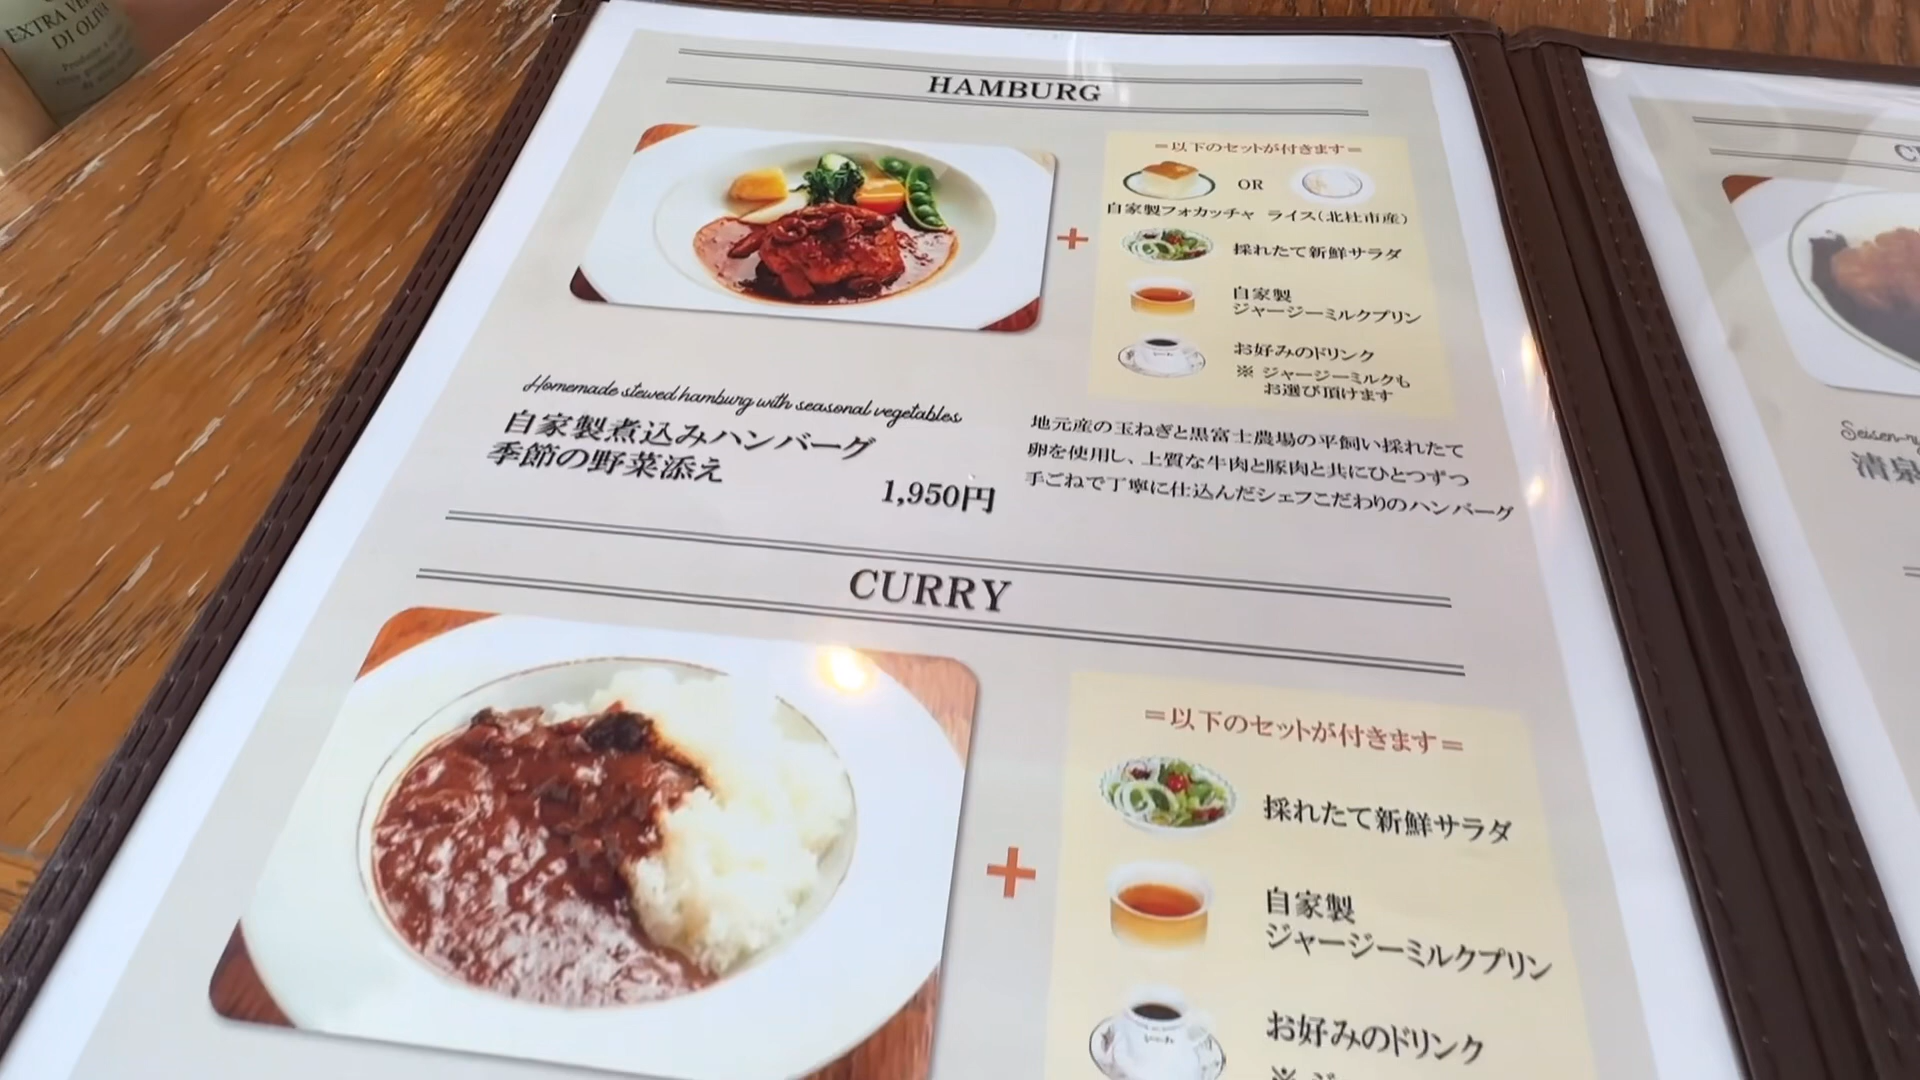 EXTRA VE
DI OLIVA
HAMBURG
=以下のセットが付きます=
OR
自家製フォカッチャ ライス(北杜市産)
採れたて新鮮サラダ
自家製
ジャージーミルクプリン
お好みのドリンク
※ ジャージーミルクも
お選び頂けます
Homemade stewed hamburg with seasonal vegetables
自家製煮込みハンバーグ
季節の野菜添え
1,950円
地元産の玉ねぎと黒富士農場の平飼い採れたて
卵を使用し、上質な牛肉と豚肉と共にひとつずつ
手ごねで丁寧に仕込んだシェフこだわりのハンバーグ
CURRY
=以下のセットが付きます=
採れたて新鮮サラダ
自家製
ジャージーミルクプリン
お好みのドリンク
※ ジ
C
Seisen-r
清泉